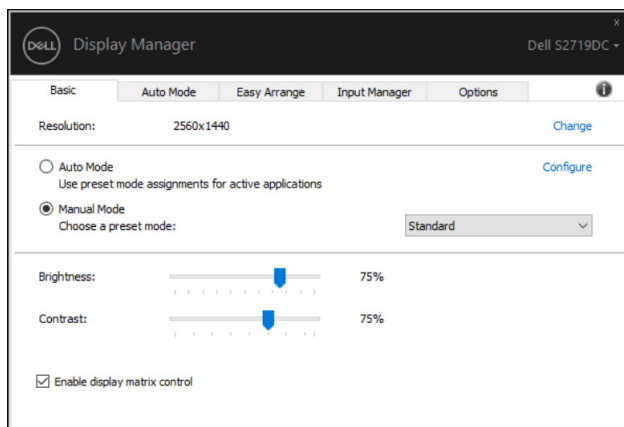 x
DELL Display Manager Dell S2719DC
Basic Auto Mode Easy Arrange Input Manager Options i
Resolution: 2560x1440 Change
Auto Mode Configure
Use preset mode assignments for active applications
Manual Mode
Choose a preset mode: Standard
Brightness: 75%
Contrast: 75%
Enable display matrix control